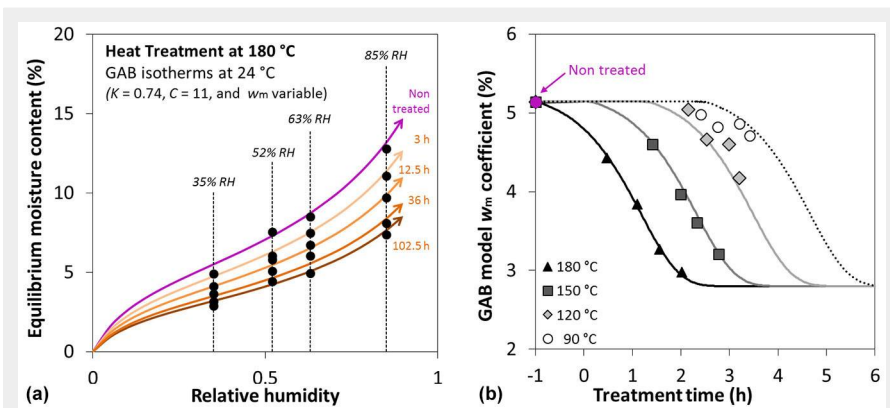 20
15
10
5
0
Equilibrium moisture content (%)
Heat Treatment at 180 °C
GAB isotherms at 24 °C
(K = 0.74, C = 11, and wm variable)
85% RH
63% RH
52% RH
35% RH
Non
treated
3 h
12.5 h
36 h
102.5 h
0
0.5
1
Relative humidity
(a)
6
5
4
3
2
GAB model wm coefficient (%)
Non treated
180 °C
150 °C
120 °C
90 °C
-1
0
1
2
3
4
5
6
Treatment time (h)
(b)